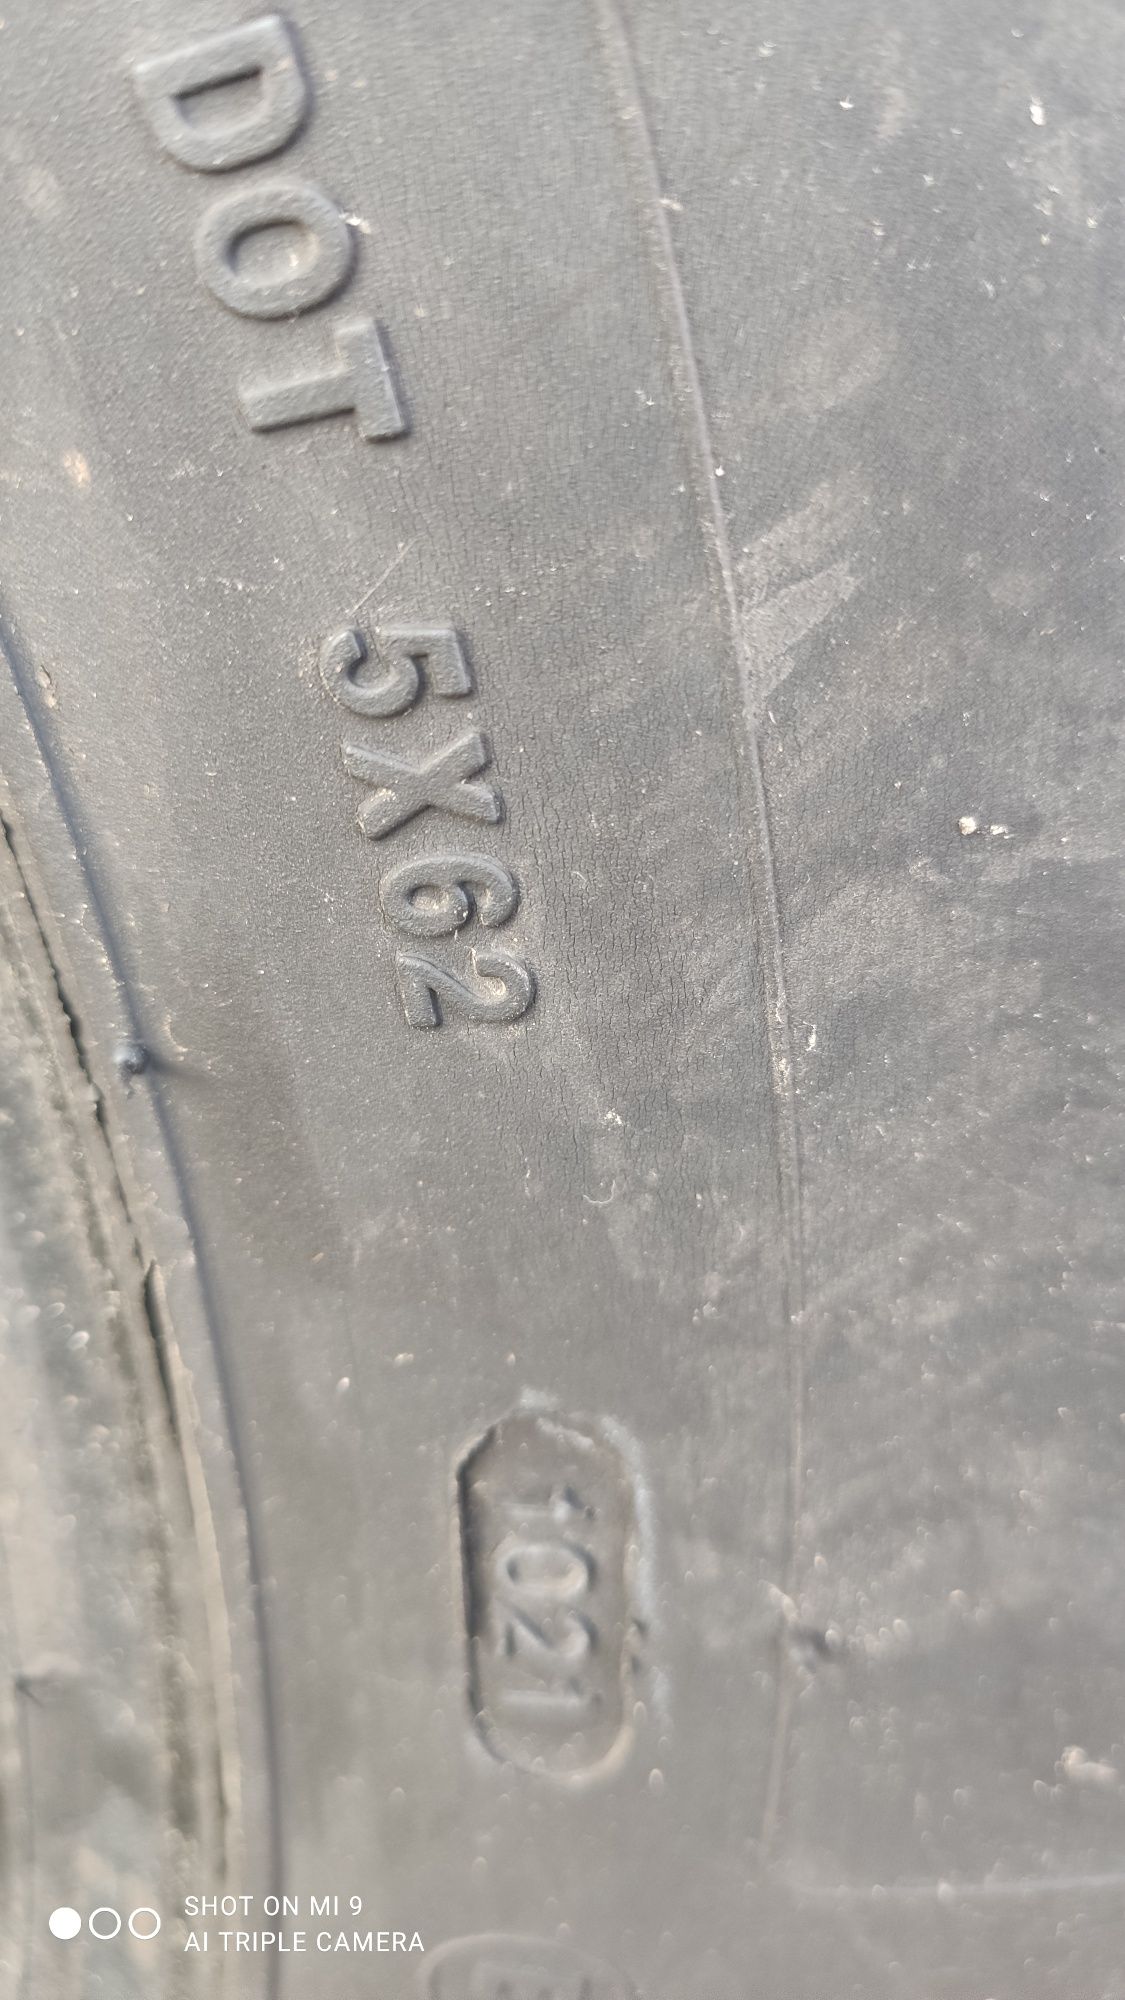 DOT 5X62
1021
SHOT ON MI 9
AI TRIPLE CAMERA